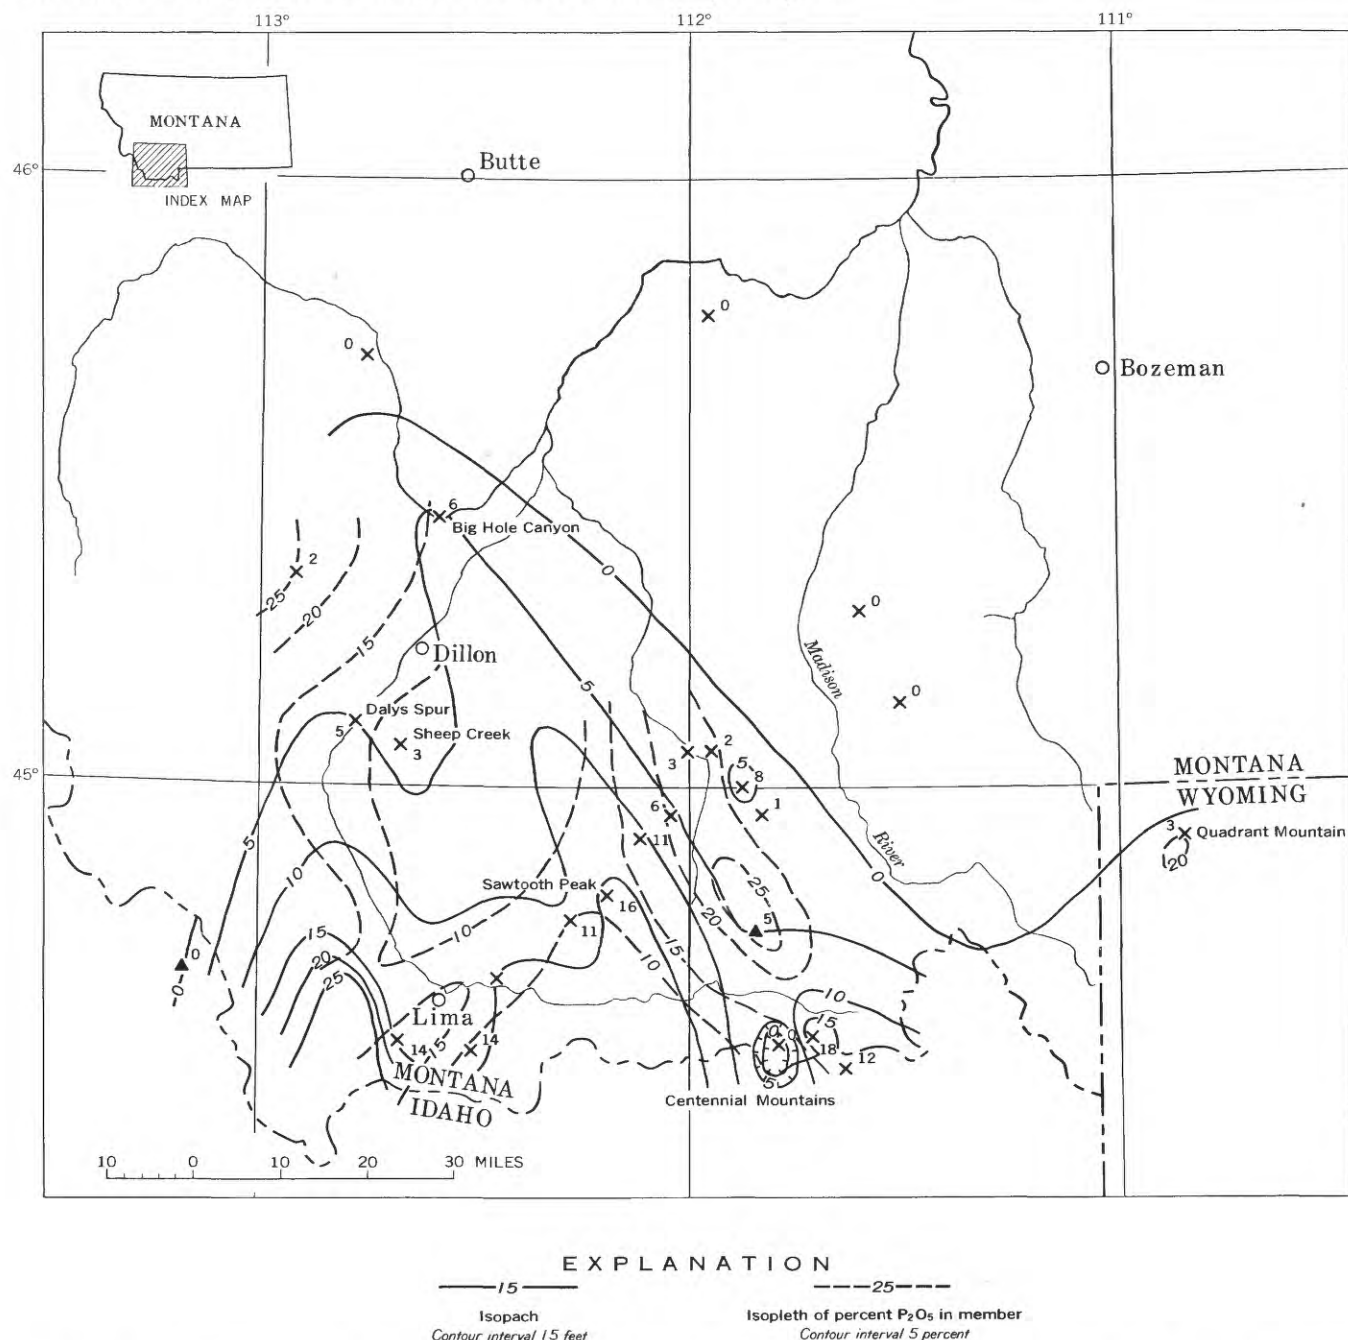 113° 112° 111°
MONTANA
INDEX MAP
46°
Butte
0
0
Bozeman
0
6
Big Hole Canyon
2
25
20
15
0
0
Madison
Dillon
5
0
Dalys Spur
5
Sheep Creek
3
3
2
5
8
45°
MONTANA
WYOMING
1
6
11
3
Quadrant Mountain
20
River
0
5
10
Sawtooth Peak
16
11
25
20
5
15
10
10
0
0
15
20
25
Lima
10
15
14
15
14
0
0
18
12
5
MONTANA
IDAHO
Centennial Mountains
10 0 10 20 30 MILES
EXPLANATION
15
25
Isopach
Isopleth of percent P₂O₅ in member
Contour interval 15 feet
Contour interval 5 percent